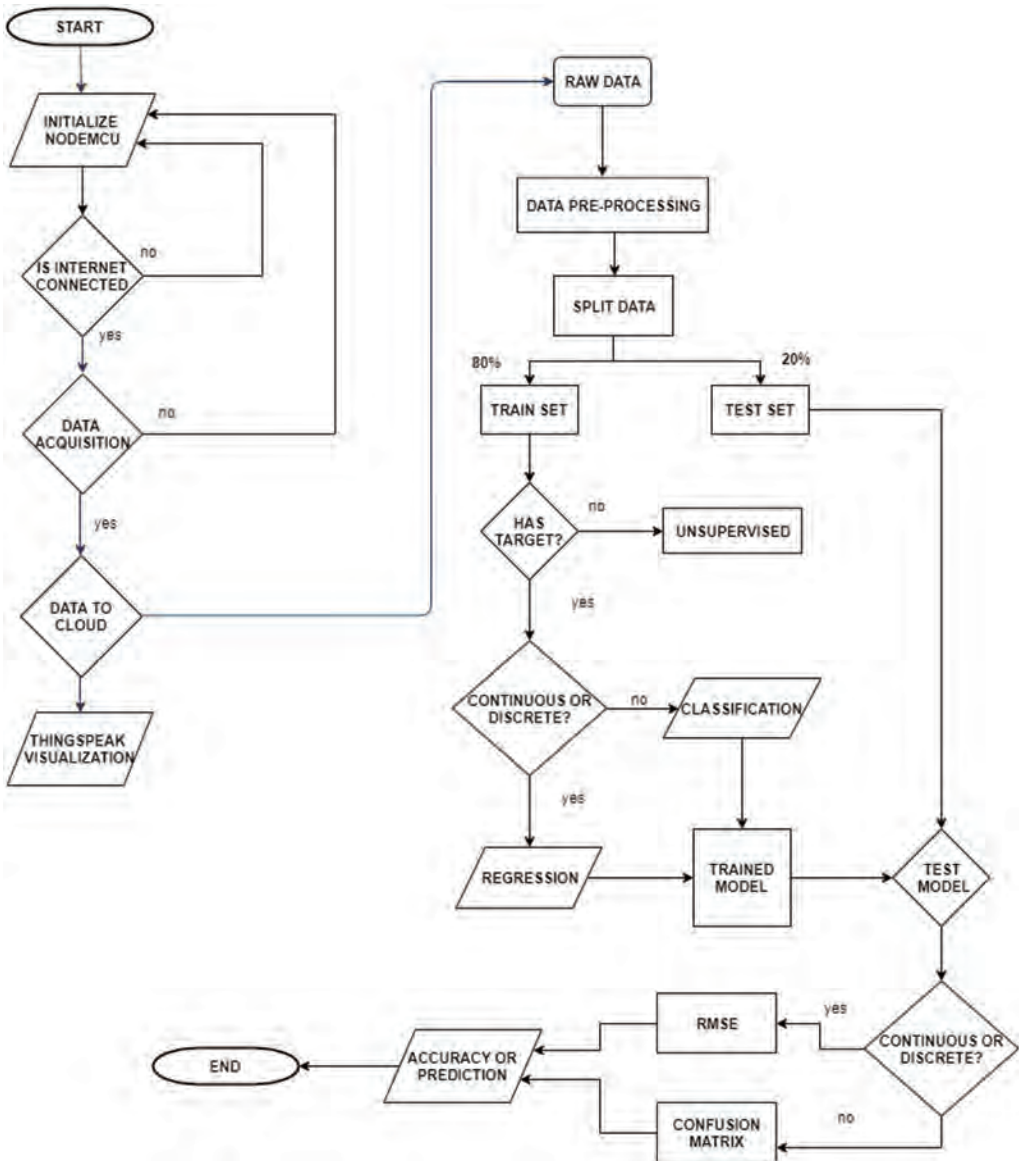 START
INITIALIZE
NODEMCU
no
IS INTERNET
CONNECTED
yes
no
DATA
ACQUISITION
yes
DATA TO
CLOUD
THINGSPEAK
VISUALIZATION
RAW DATA
DATA PRE-PROCESSING
SPLIT DATA
80%
20%
TRAIN SET
TEST SET
HAS
TARGET?
no
UNSUPERVISED
yes
CONTINUOUS OR
DISCRETE?
no
CLASSIFICATION
yes
REGRESSION
TRAINED
MODEL
TEST
MODEL
yes
RMSE
CONTINUOUS OR
DISCRETE?
no
CONFUSION
MATRIX
ACCURACY OR
PREDICTION
END